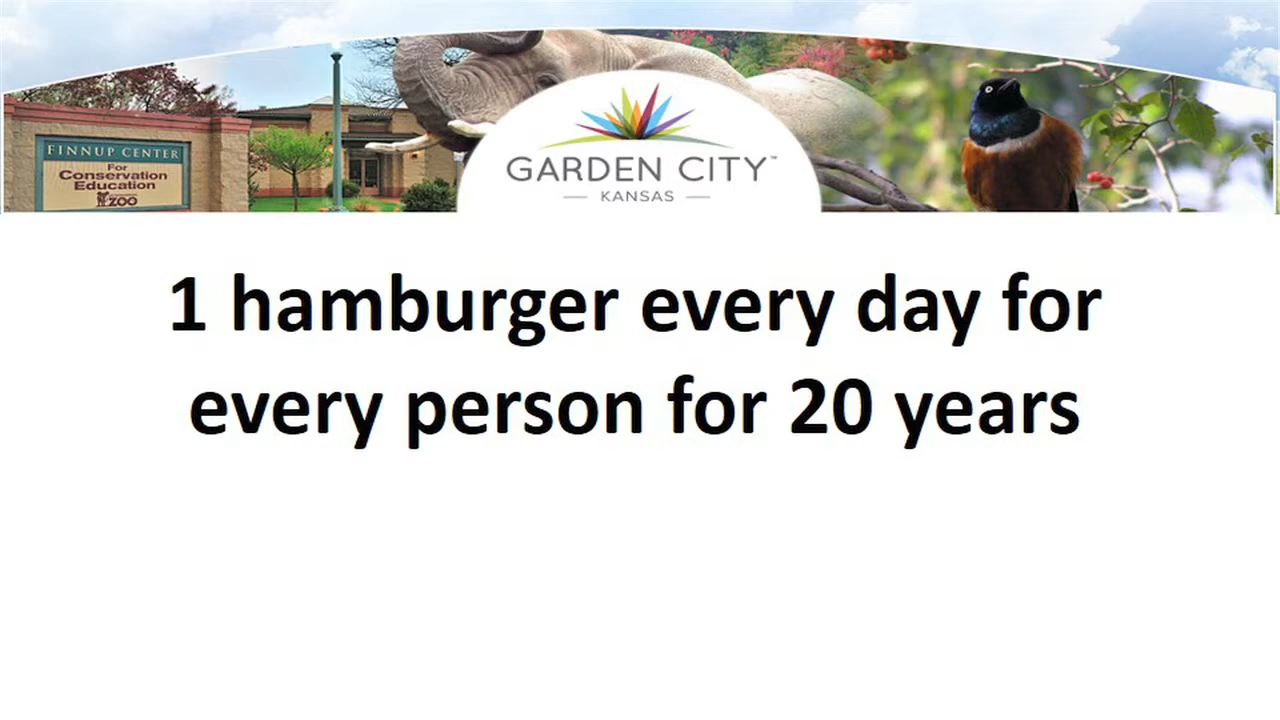 FINNUP CENTER
For
Conservation
Education
ZOO
GARDEN CITY™
KANSAS
1 hamburger every day for
every person for 20 years